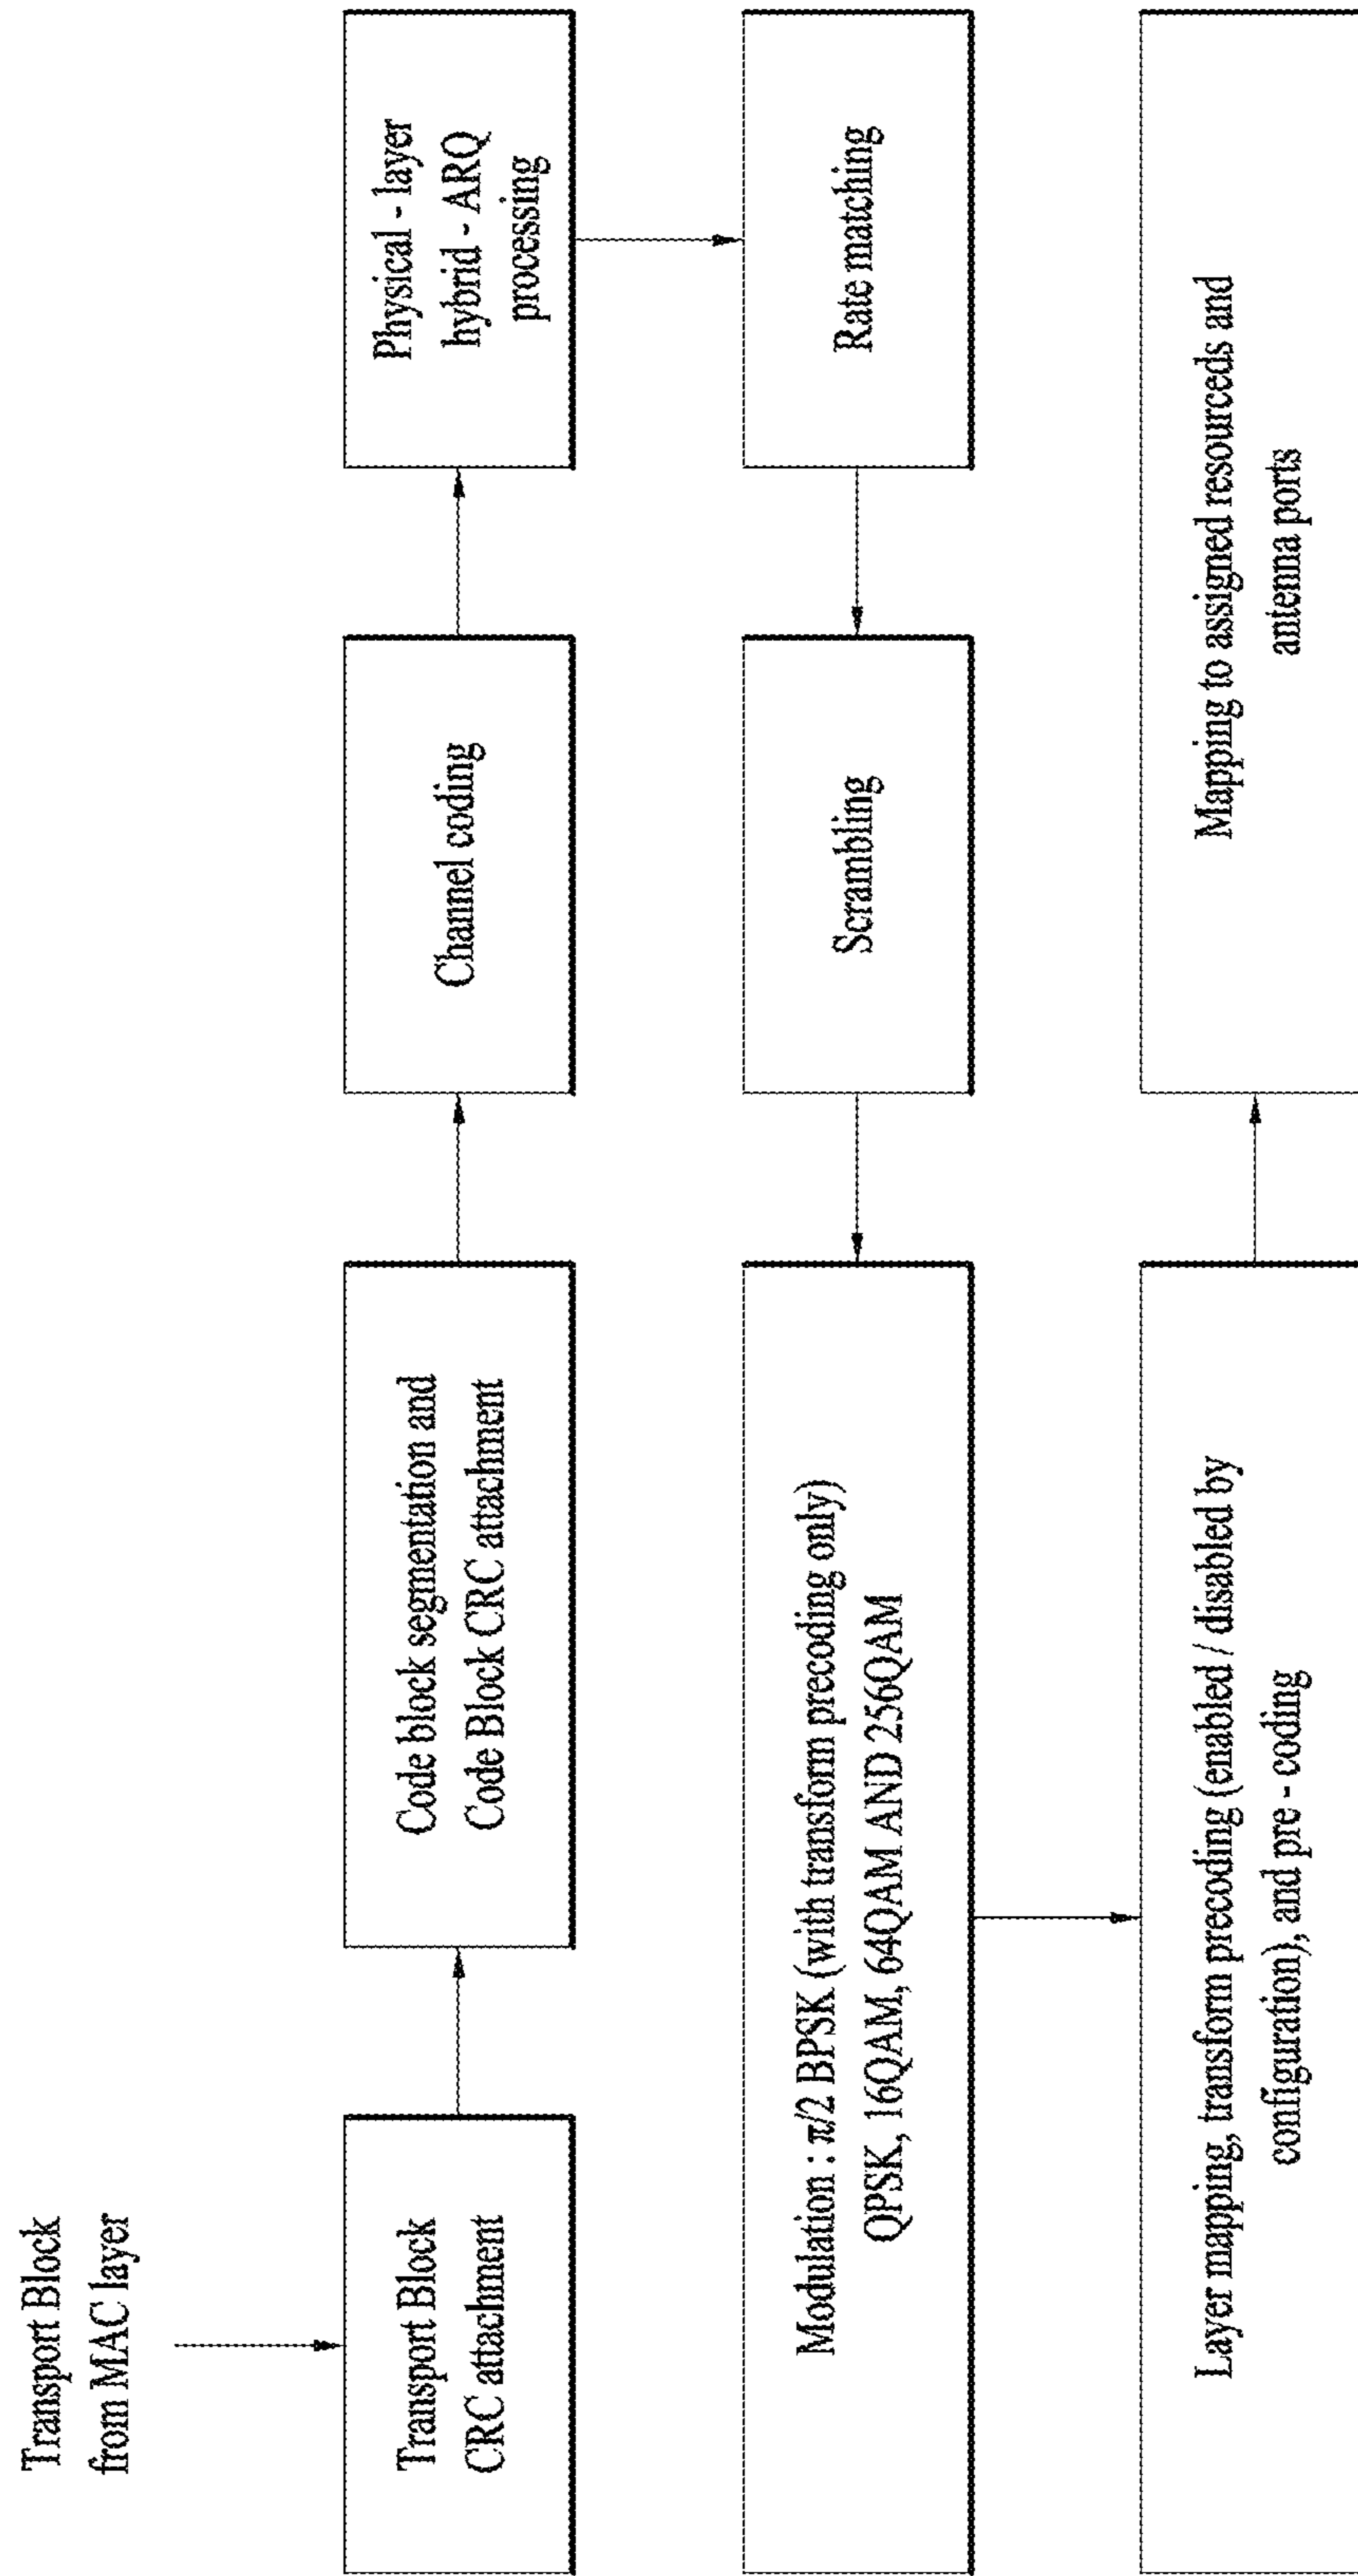 Transport Block
from MAC layer
Transport Block
CRC attachment
Code block segmentation and
Code Block CRC attachment
Channel coding
Physical - layer
hybrid - ARQ
processing
Rate matching
Scrambling
Modulation : π/2 BPSK (with transform precoding only)
QPSK, 16QAM, 64QAM AND 256QAM
Layer mapping, transform precoding (enabled / disabled by
configuration), and pre - coding
Mapping to assigned resourceds and
antenna ports